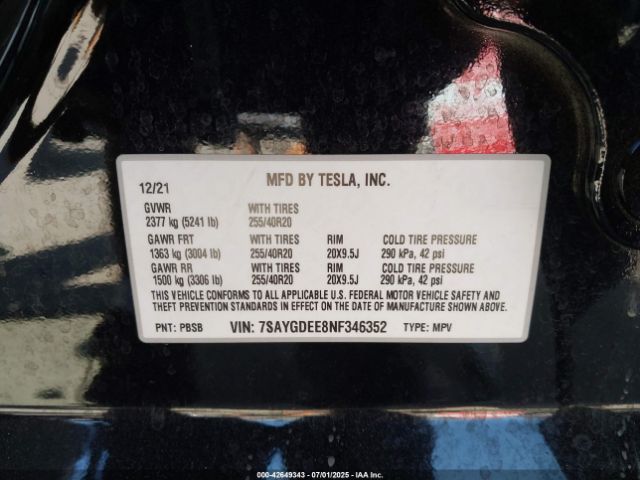 MFD BY TESLA, INC.
12/21
GVWR WITH TIRES
2377 kg (5241 lb) 255/40R20
GAWR FRT WITH TIRES RIM COLD TIRE PRESSURE
1363 kg (3004 lb) 255/40R20 20X9.5J 290 kPa, 42 psi
GAWR RR WITH TIRES RIM COLD TIRE PRESSURE
1500 kg (3306 lb) 255/40R20 20X9.5J 290 kPa, 42 psi
THIS VEHICLE CONFORMS TO ALL APPLICABLE U.S. FEDERAL MOTOR VEHICLE SAFETY AND
THEFT PREVENTION STANDARDS IN EFFECT ON THE DATE OF MANUFACTURE SHOWN ABOVE.
PNT: PBSB VIN: 7SAYGDEE8NF346352 TYPE: MPV
000-42649343 - 07/01/2025 - IAA Inc.